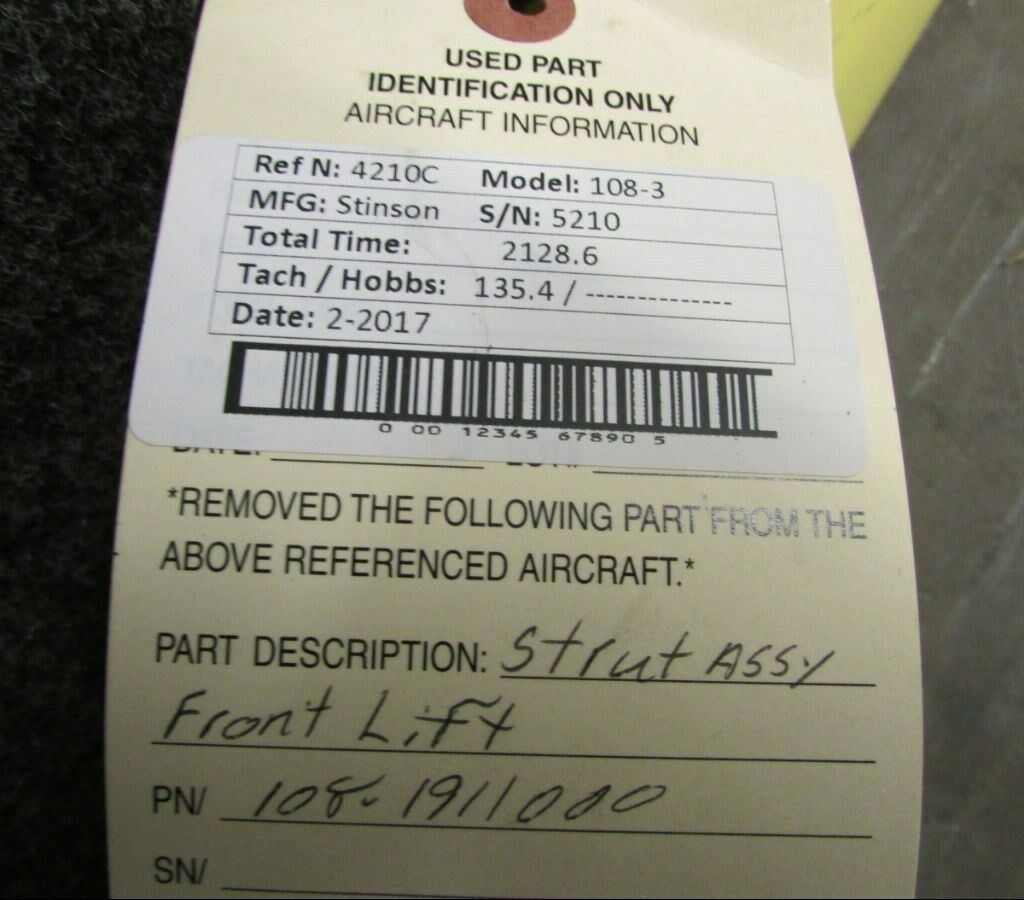 USED PART
IDENTIFICATION ONLY
AIRCRAFT INFORMATION
Ref N: 4210C Model: 108-3
MFG: Stinson S/N: 5210
Total Time: 2128.6
Tach / Hobbs: 135.4 / --------------
Date: 2-2017
0 00 12345 67890 5
*REMOVED THE FOLLOWING PART FROM THE
ABOVE REFERENCED AIRCRAFT.*
PART DESCRIPTION: Strut Assy
Front Lift
PN/ 108-1911000
SN/